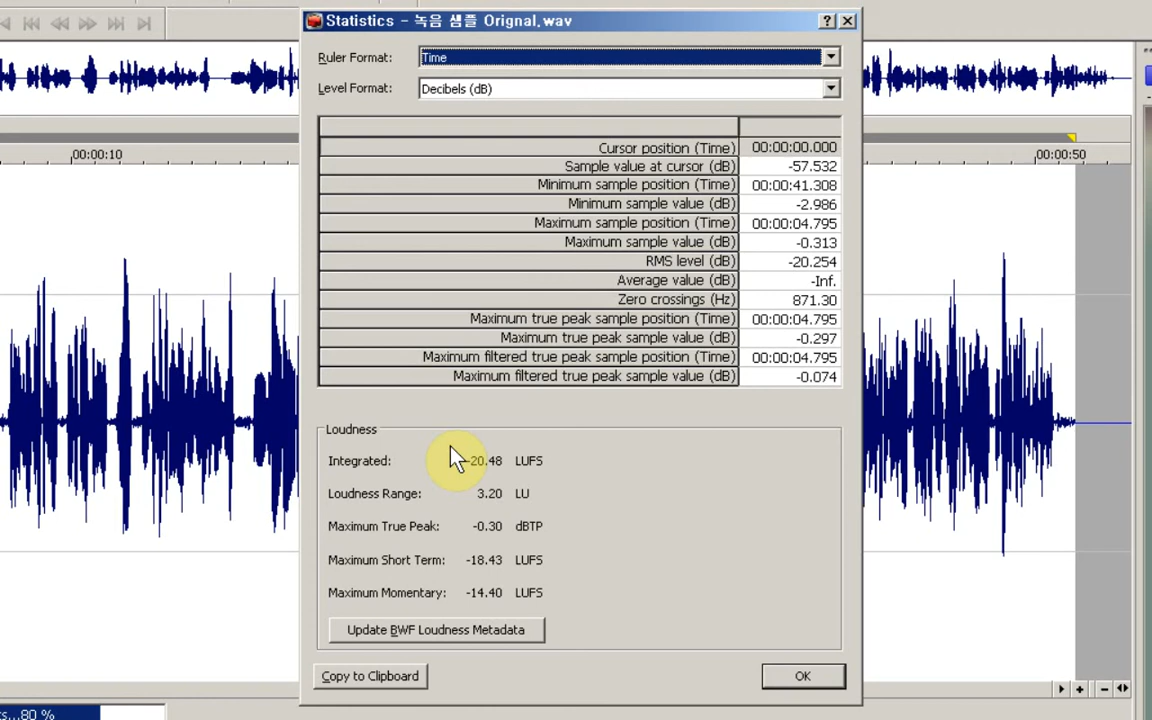 Statistics - 녹음 샘플 Orignal.wav
Ruler Format: Time
Level Format: Decibels (dB)
00:00:10
00:00:50
Cursor position (Time) 00:00:00.000
Sample value at cursor (dB) -57.532
Minimum sample position (Time) 00:00:41.308
Minimum sample value (dB) -2.986
Maximum sample position (Time) 00:00:04.795
Maximum sample value (dB) -0.313
RMS level (dB) -20.254
Average value (dB) -Inf.
Zero crossings (Hz) 871.30
Maximum true peak sample position (Time) 00:00:04.795
Maximum true peak sample value (dB) -0.297
Maximum filtered true peak sample position (Time) 00:00:04.795
Maximum filtered true peak sample value (dB) -0.074
Loudness
Integrated: -20.48 LUFS
Loudness Range: 3.20 LU
Maximum True Peak: -0.30 dBTP
Maximum Short Term: -18.43 LUFS
Maximum Momentary: -14.40 LUFS
Update BWF Loudness Metadata
Copy to Clipboard
OK
...80 %